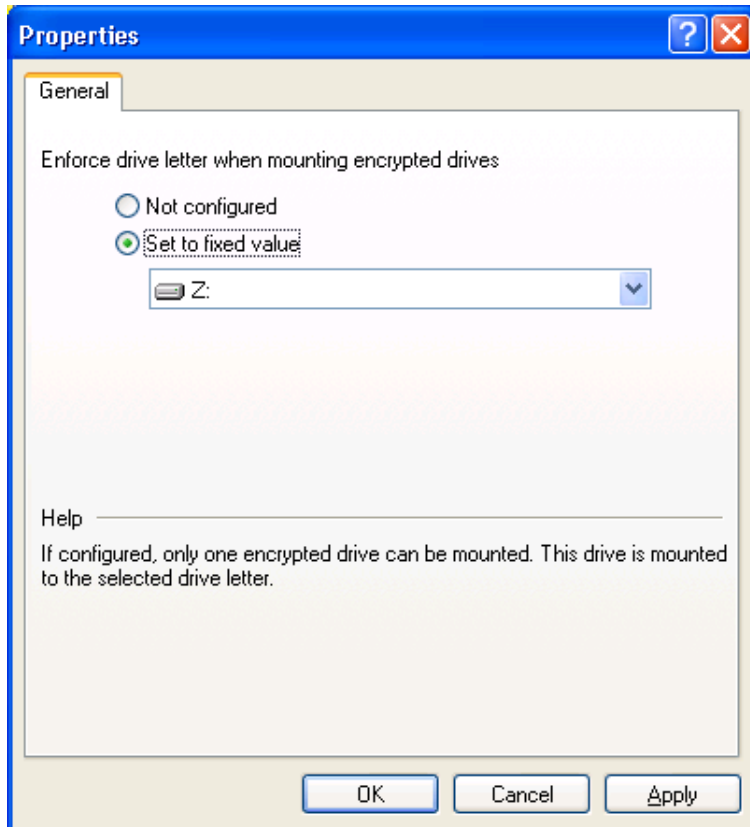 Properties
General
Enforce drive letter when mounting encrypted drives
Not configured
Set to fixed value
Z:
Help
If configured, only one encrypted drive can be mounted. This drive is mounted
to the selected drive letter.
OK Cancel Apply